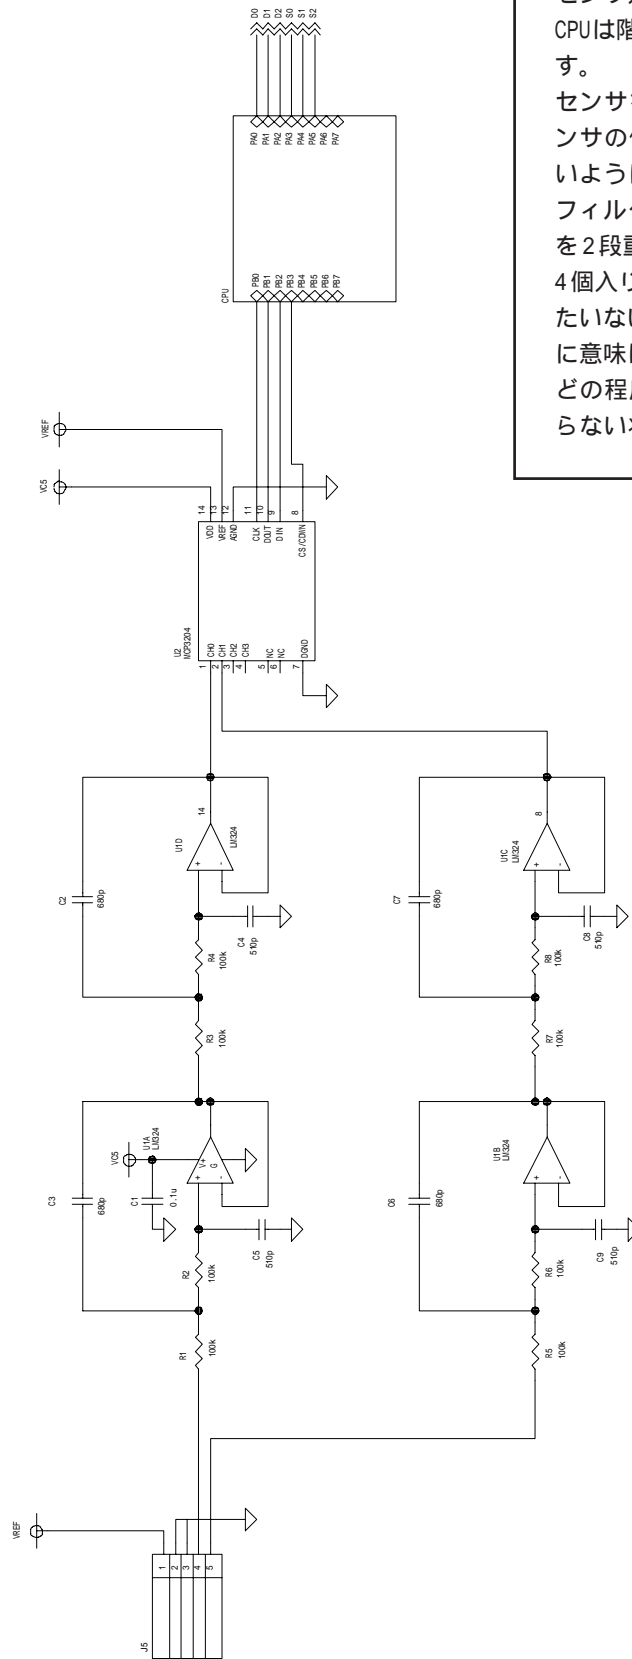 CPUは階
す。
センサ
ンサの
いように
フィル
を2段重
4個入り
たいない
に意味
どの程度
らない
D0
D1
D2
S0
S1
S2
PA0
PA1
PA2
PA3
PA4
PA5
PA6
PA7
PB0
PB1
PB2
PB3
PB4
PB5
PB6
PB7
CPU
VREF
VC5
14
13
12
11
10
9
8
VDD
VREF
AGND
CLK
DOUT
DIN
CS/COWN
U2
MCP3204
CH0
CH1
CH2
CH3
NC
NC
DGND
1
2
3
4
5
6
7
C2
680p
14
U1D
LM324
+
-
C4
510p
R4
100k
R3
100k
C7
680p
8
U1C
LM324
+
-
C8
510p
R8
100k
R7
100k
C3
680p
VC5
U1A
LM324
V+
G
+
-
C1
0.1u
C5
510p
R2
100k
R1
100k
C6
680p
U1B
LM324
+
-
C9
510p
R6
100k
R5
100k
VREF
1
2
3
4
5
J5